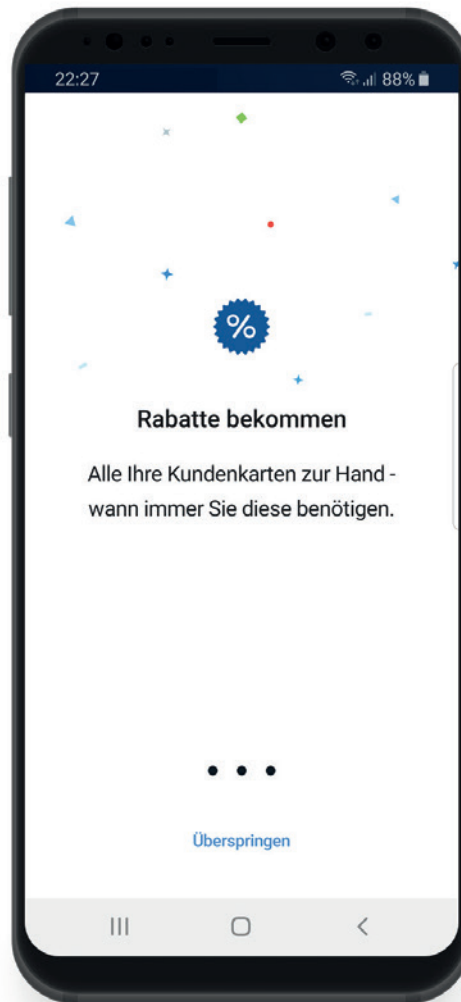 22:27 88%
%
Rabatte bekommen
Alle Ihre Kundenkarten zur Hand -
wann immer Sie diese benötigen.
Überspringen